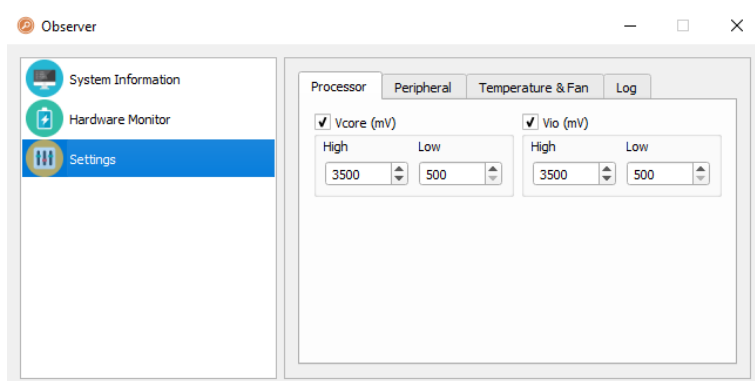 Observer
System Information
Hardware Monitor
Settings
Processor Peripheral Temperature & Fan Log
Vcore (mV) Vio (mV)
High Low High Low
3500 500 3500 500